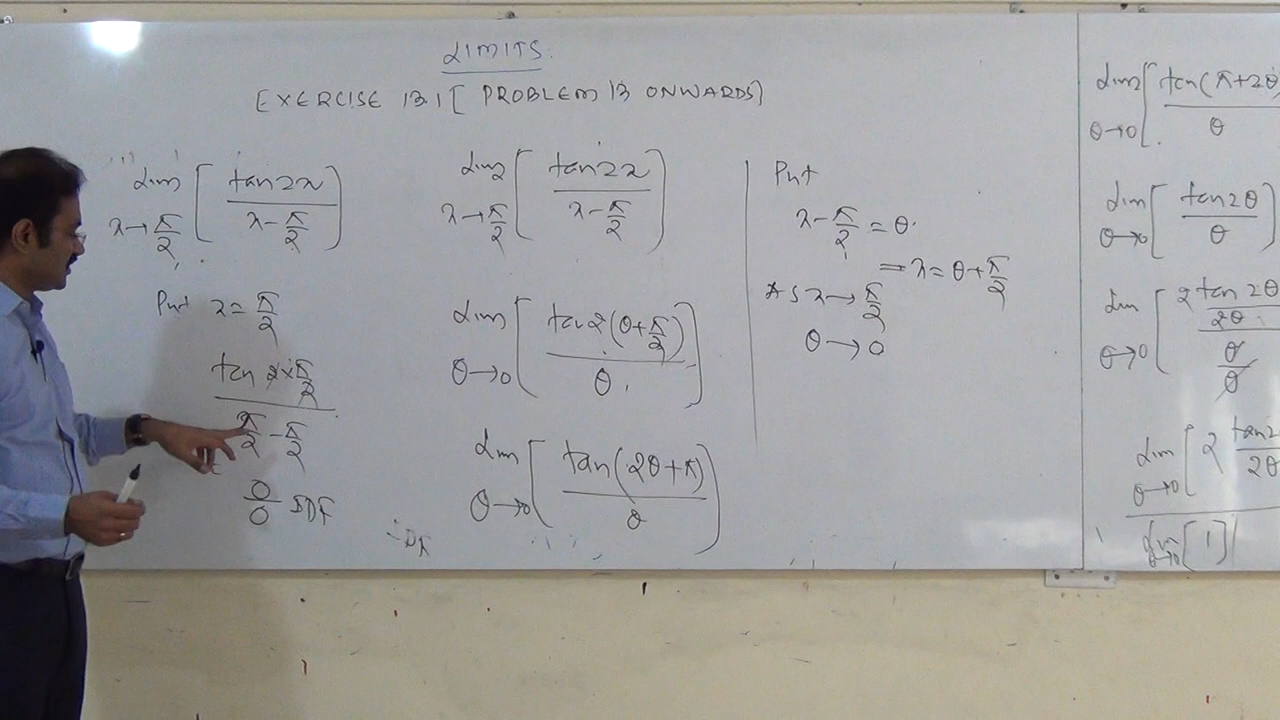 LIMITS.
EXERCISE 13.1 [ PROBLEM 13 ONWARDS]
lim x→π/2 [ tan2x / x-π/2 ]
Put x = π/2
tan 2×π/2 / π/2 - π/2
0/0 IDF
lim x→π/2 [ tan2x / x-π/2 ]
lim θ→0 [ tan2(θ+π/2) / θ ]
lim θ→0 [ tan(2θ+π) / θ ]
Put
x-π/2 = θ
⇒ x = θ+π/2
AS x→π/2
θ→0
lim θ→0 [ tan(π+2θ) / θ
lim θ→0 [ tan2θ / θ ]
lim θ→0 [ 2 tan2θ / 2θ / θ/θ
lim θ→0 [ 2 tan2 / 2θ
lim θ→0 [1]